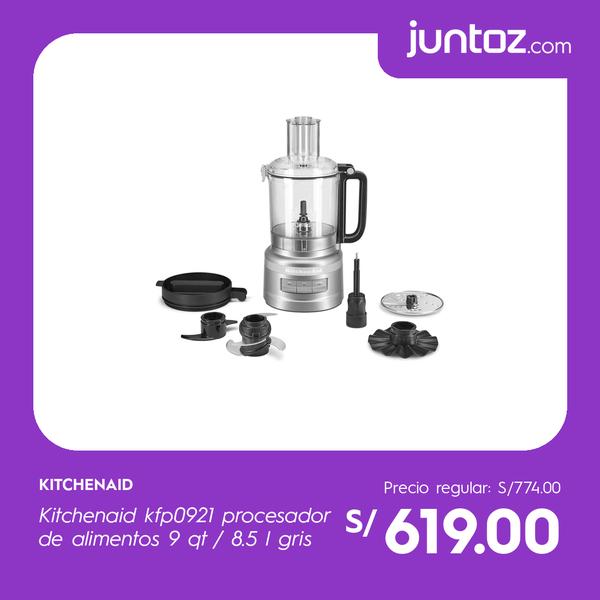 juntoz.com
KitchenAid
KITCHENAID
Kitchenaid kfp0921 procesador
de alimentos 9 qt / 8.5 l gris
Precio regular: S/774.00
S/ 619.00